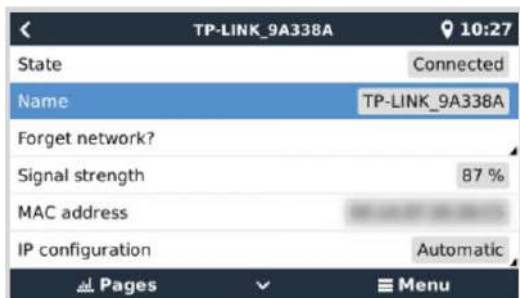 TP-LINK_9A338A 10:27
State Connected
Name TP-LINK_9A338A
Forget network?
Signal strength 87 %
MAC address
IP configuration Automatic
Pages Menu